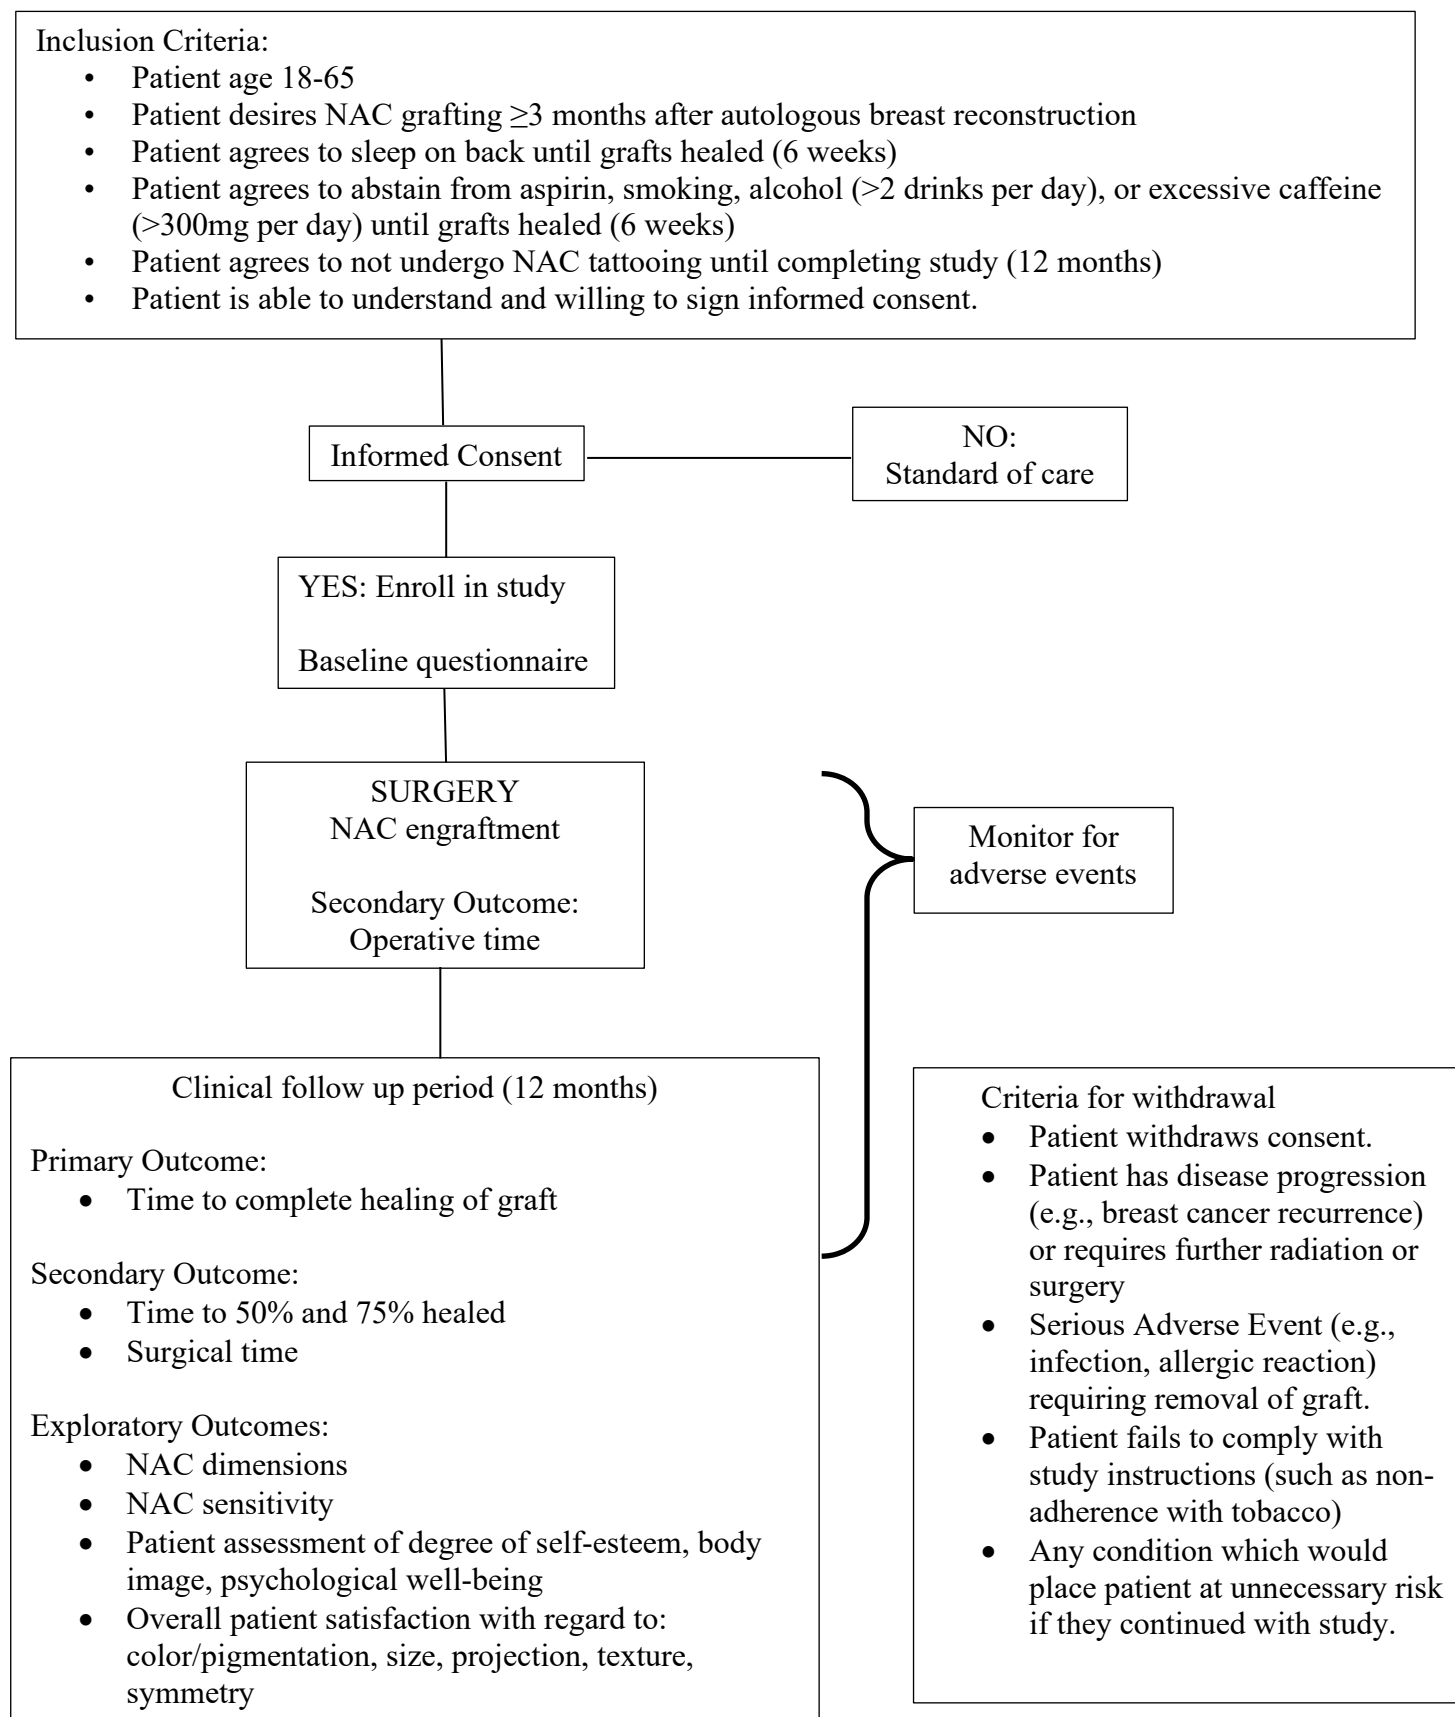 Inclusion Criteria:
• Patient age 18-65
• Patient desires NAC grafting ≥3 months after autologous breast reconstruction
• Patient agrees to sleep on back until grafts healed (6 weeks)
• Patient agrees to abstain from aspirin, smoking, alcohol (>2 drinks per day), or excessive caffeine
(>300mg per day) until grafts healed (6 weeks)
• Patient agrees to not undergo NAC tattooing until completing study (12 months)
• Patient is able to understand and willing to sign informed consent.
Informed Consent
NO:
Standard of care
YES: Enroll in study
Baseline questionnaire
SURGERY
NAC engraftment
Secondary Outcome:
Operative time
Monitor for
adverse events
Clinical follow up period (12 months)
Primary Outcome:
• Time to complete healing of graft
Secondary Outcome:
• Time to 50% and 75% healed
• Surgical time
Exploratory Outcomes:
• NAC dimensions
• NAC sensitivity
• Patient assessment of degree of self-esteem, body
image, psychological well-being
• Overall patient satisfaction with regard to:
color/pigmentation, size, projection, texture,
symmetry
Criteria for withdrawal
• Patient withdraws consent.
• Patient has disease progression
(e.g., breast cancer recurrence)
or requires further radiation or
surgery
• Serious Adverse Event (e.g.,
infection, allergic reaction)
requiring removal of graft.
• Patient fails to comply with
study instructions (such as non-
adherence with tobacco)
• Any condition which would
place patient at unnecessary risk
if they continued with study.